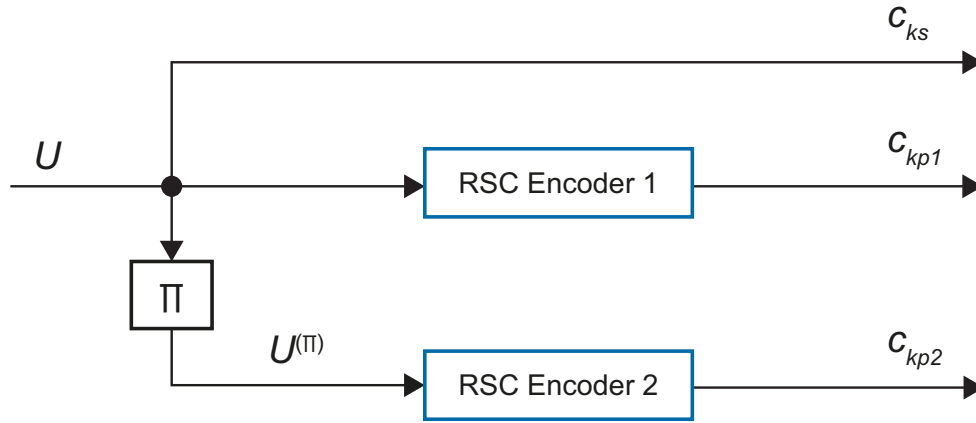 c_ks
U
RSC Encoder 1
c_kp1
Π
U^(Π)
RSC Encoder 2
c_kp2